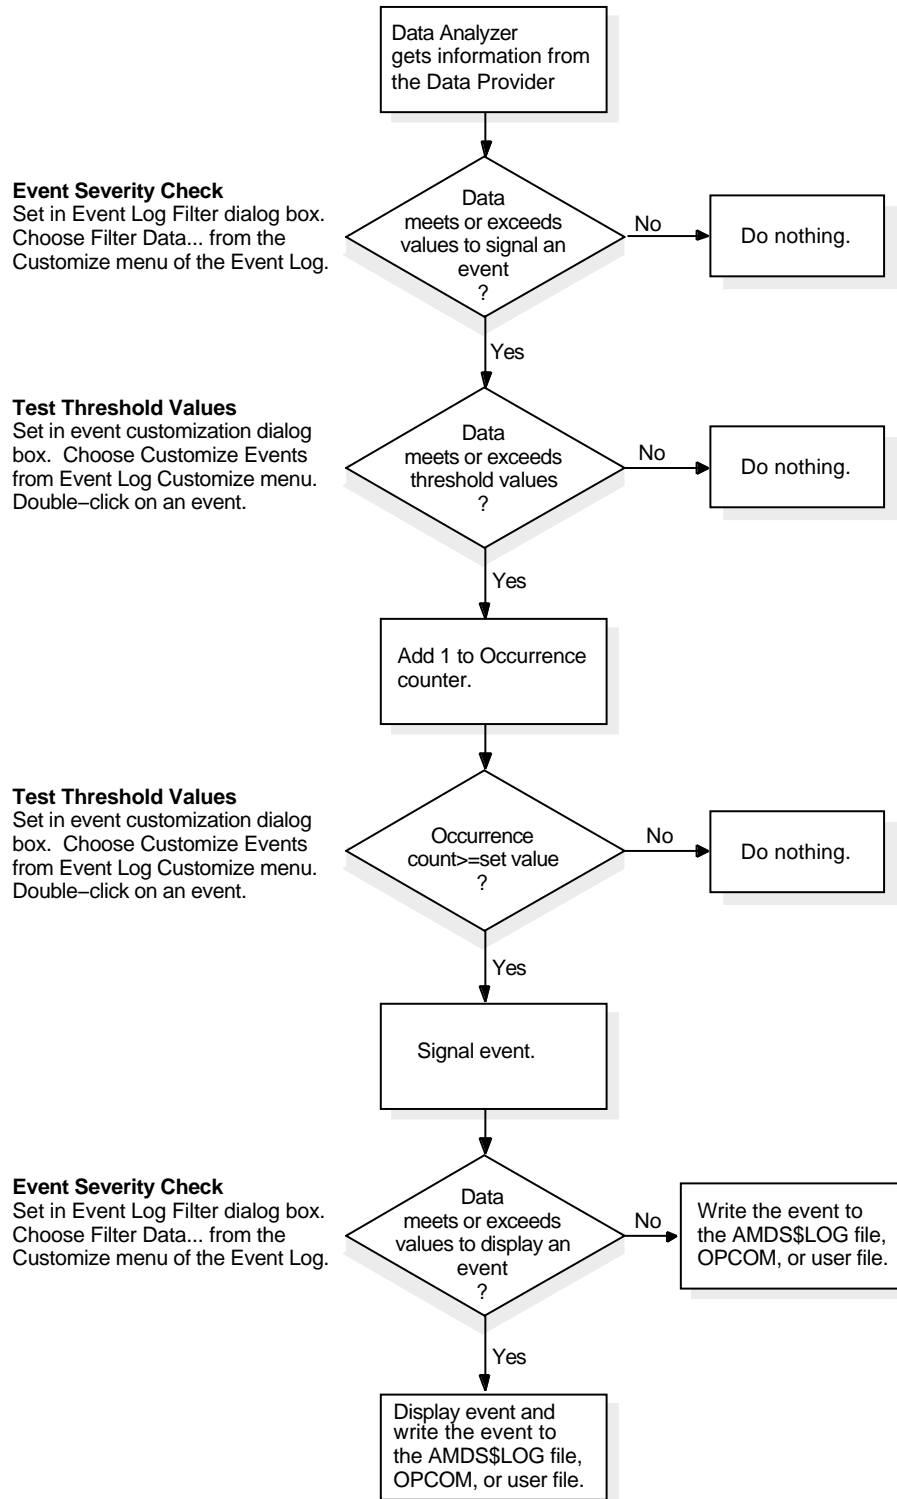 Data Analyzer
gets information from
the Data Provider
Event Severity Check
Set in Event Log Filter dialog box.
Choose Filter Data... from the
Customize menu of the Event Log.
Data
meets or exceeds
values to signal an
event
?
No
Do nothing.
Yes
Test Threshold Values
Set in event customization dialog
box.  Choose Customize Events
from Event Log Customize menu.
Double−click on an event.
Data
meets or exceeds
threshold values
?
No
Do nothing.
Yes
Add 1 to Occurrence
counter.
Test Threshold Values
Set in event customization dialog
box.  Choose Customize Events
from Event Log Customize menu.
Double−click on an event.
Occurrence
count>=set value
?
No
Do nothing.
Yes
Signal event.
Event Severity Check
Set in Event Log Filter dialog box.
Choose Filter Data... from the
Customize menu of the Event Log.
Data
meets or exceeds
values to display an
event
?
No
Write the event to
the AMDS$LOG file,
OPCOM, or user file.
Yes
Display event and
write the event to
the AMDS$LOG file,
OPCOM, or user file.